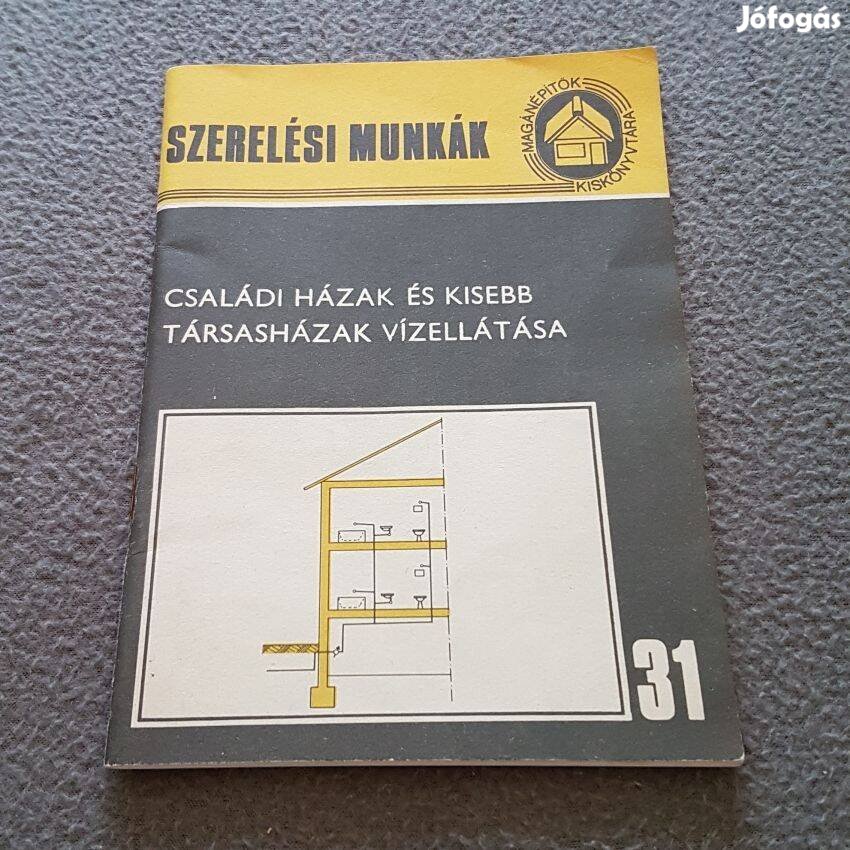 Jófogás
SZERELÉSI MUNKÁK
MAGÁNÉPÍTŐK
KISKÖNYVTÁRA
CSALÁDI HÁZAK ÉS KISEBB
TÁRSASHÁZAK VÍZELLÁTÁSA
31